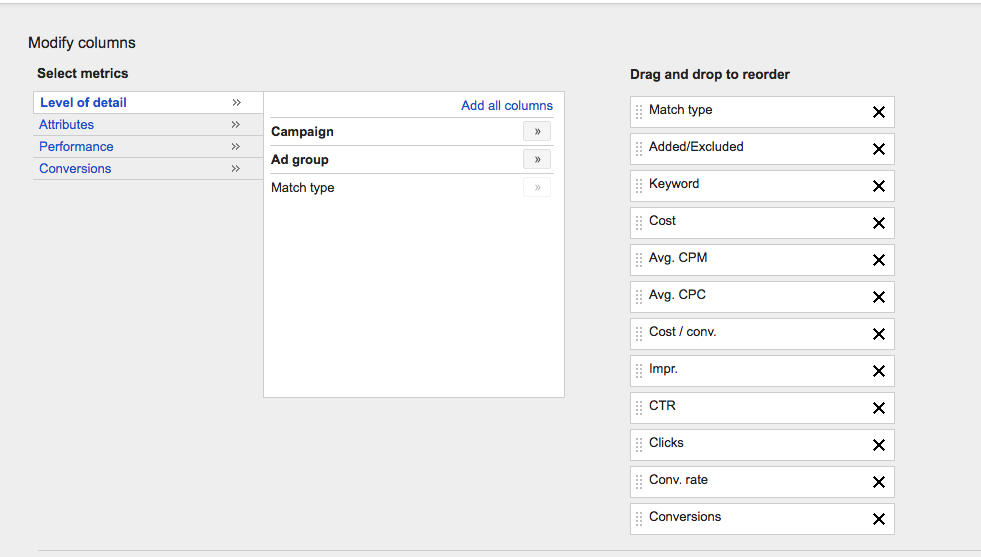 Modify columns
Select metrics
Level of detail »
Attributes »
Performance »
Conversions »
Add all columns
Campaign »
Ad group »
Match type »
Drag and drop to reorder
Match type
Added/Excluded
Keyword
Cost
Avg. CPM
Avg. CPC
Cost / conv.
Impr.
CTR
Clicks
Conv. rate
Conversions